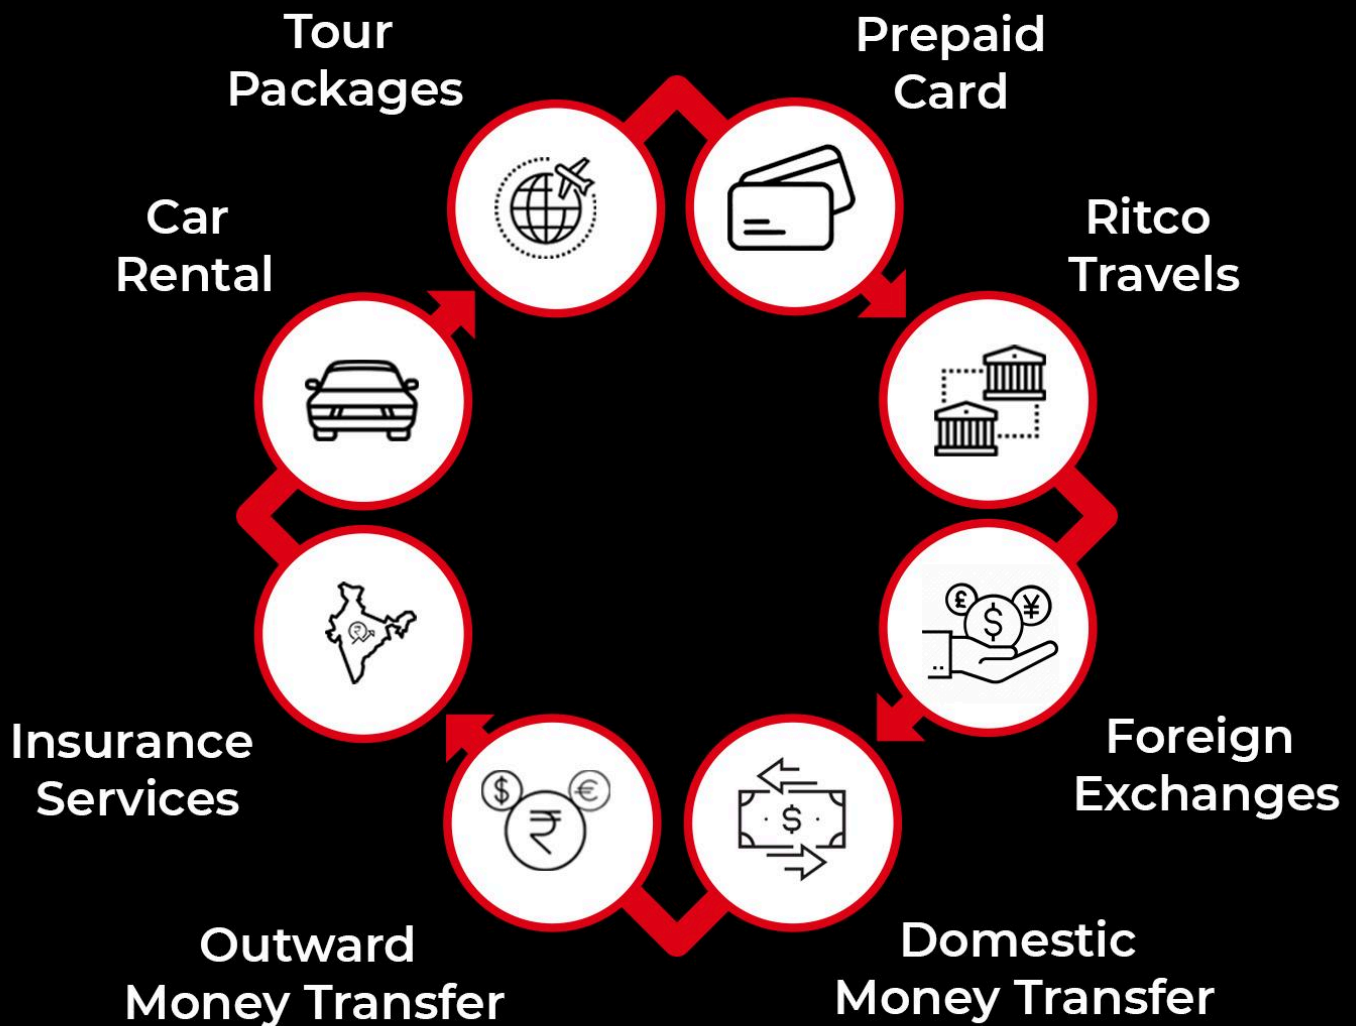 Tour
Packages
Prepaid
Card
Car
Rental
Ritco
Travels
£
$
¥
Insurance
Services
Foreign
Exchanges
$
€
₹
$
Outward
Money Transfer
Domestic
Money Transfer